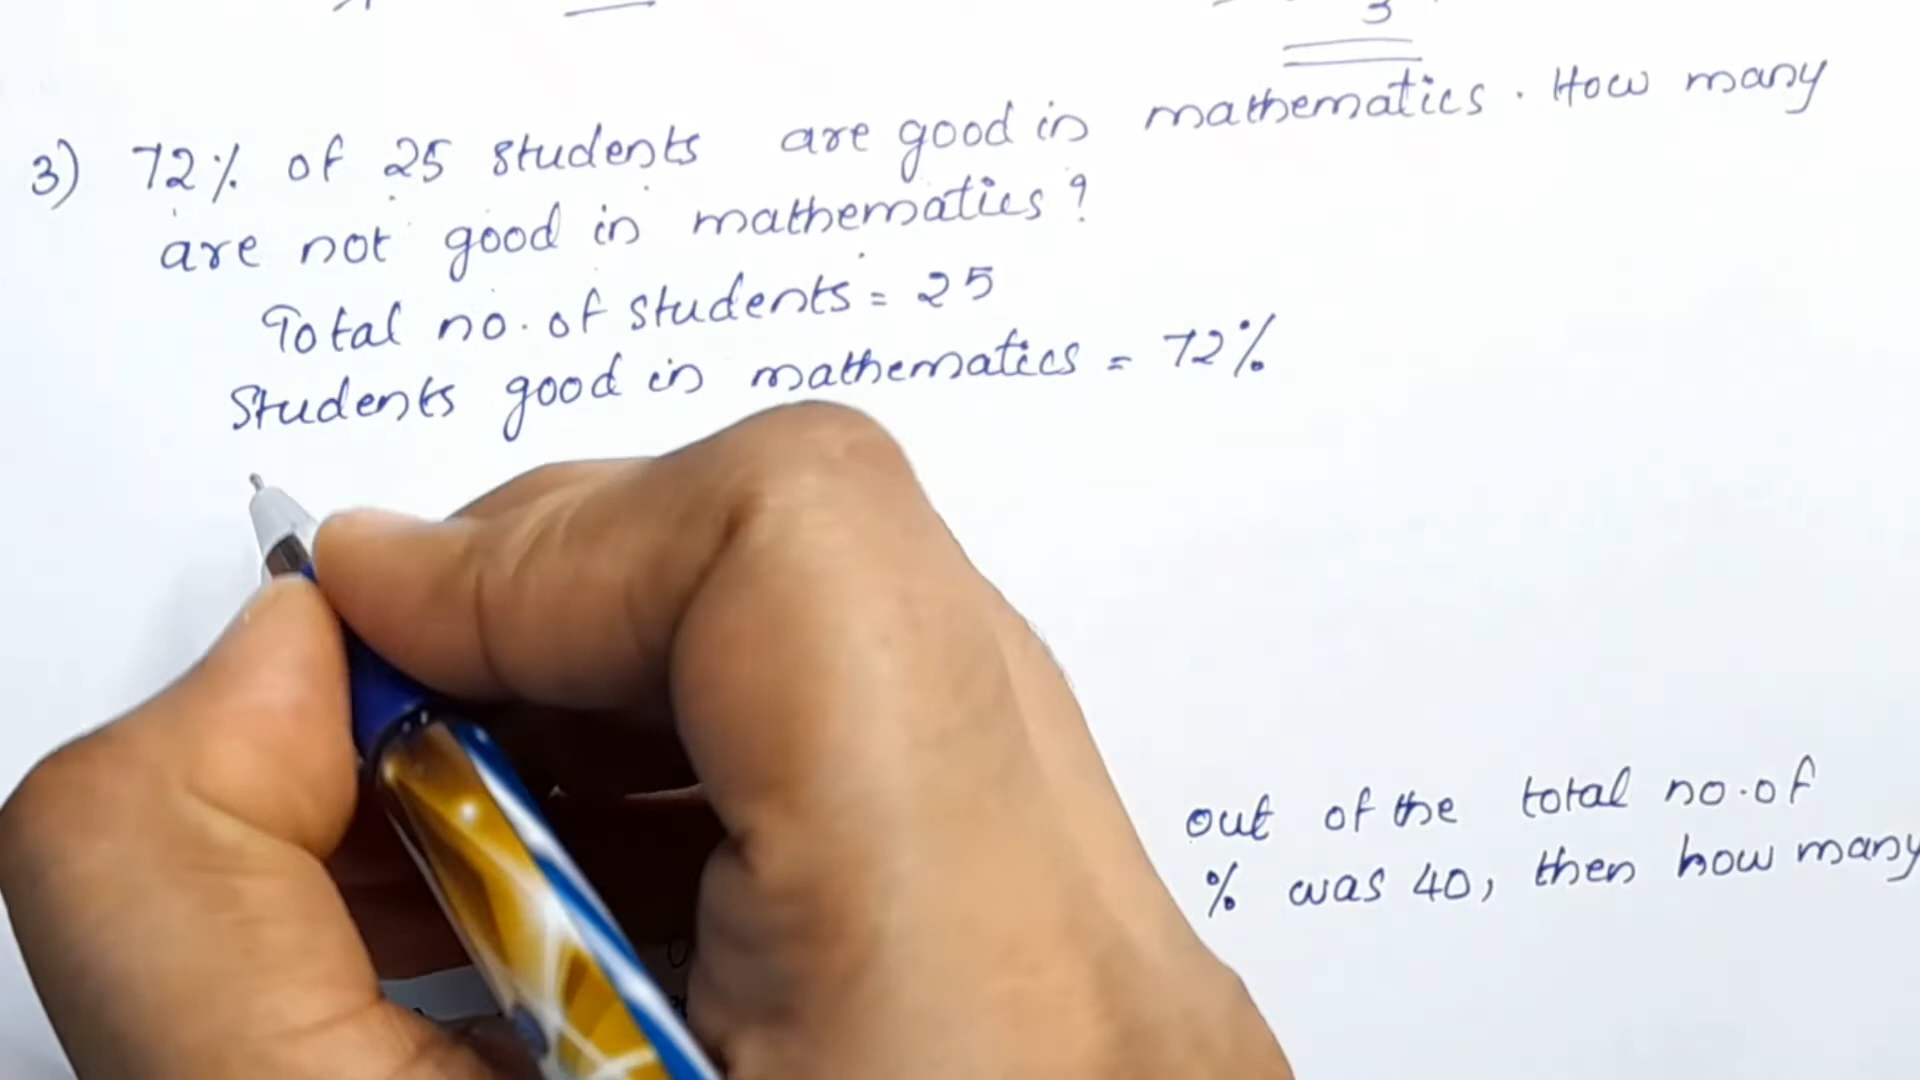 3
3) 72% of 25 students are good in mathematics. How many
are not good in mathematics?
Total no. of students = 25
Students good in mathematics = 72%
out of the total no. of
% was 40, then how many